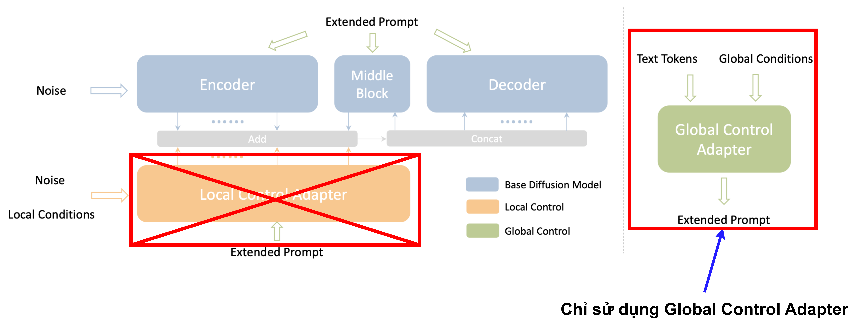 Extended Prompt
Noise
Encoder
Middle
Block
Decoder
Add
Concat
Noise
Local Conditions
Local Control Adapter
Extended Prompt
Base Diffusion Model
Local Control
Global Control
Text Tokens
Global Conditions
Global Control
Adapter
Extended Prompt
Chỉ sử dụng Global Control Adapter